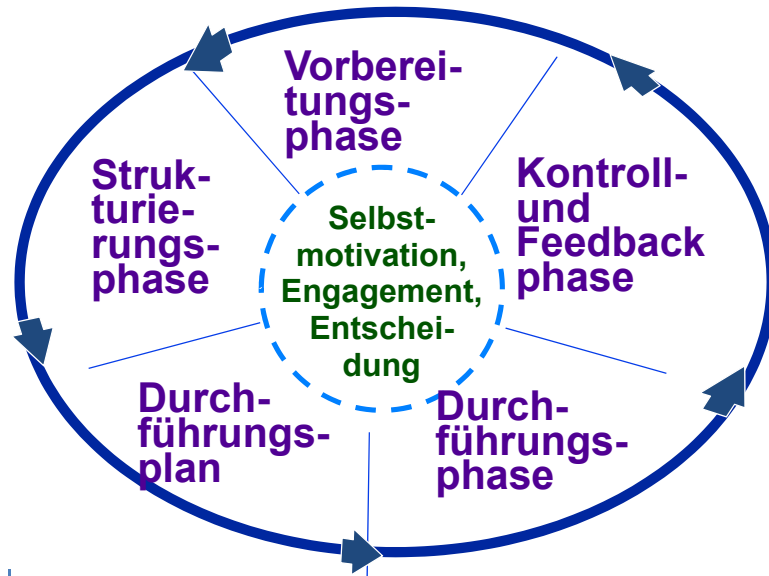 Vorberei-
tungs-
phase
Struk-
turie-
rungs-
phase
Kontroll-
und
Feedback
phase
Selbst-
motivation,
Engagement,
Entschei-
dung
Durch-
führungs-
plan
Durch-
führungs-
phase